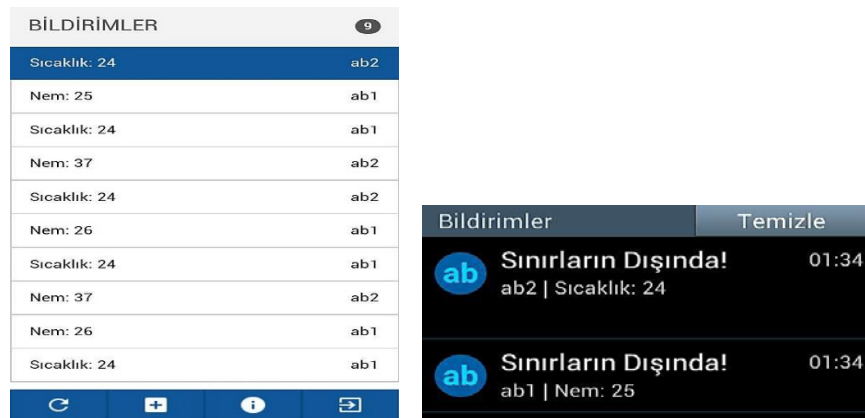 BİLDİRİMLER 9
Sıcaklık: 24 ab2
Nem: 25 ab1
Sıcaklık: 24 ab1
Nem: 37 ab2
Sıcaklık: 24 ab2
Nem: 26 ab1
Sıcaklık: 24 ab1
Nem: 37 ab2
Nem: 26 ab1
Sıcaklık: 24 ab1
Bildirimler Temizle
ab Sınırların Dışında! 01:34
ab2 | Sıcaklık: 24
ab Sınırların Dışında! 01:34
ab1 | Nem: 25